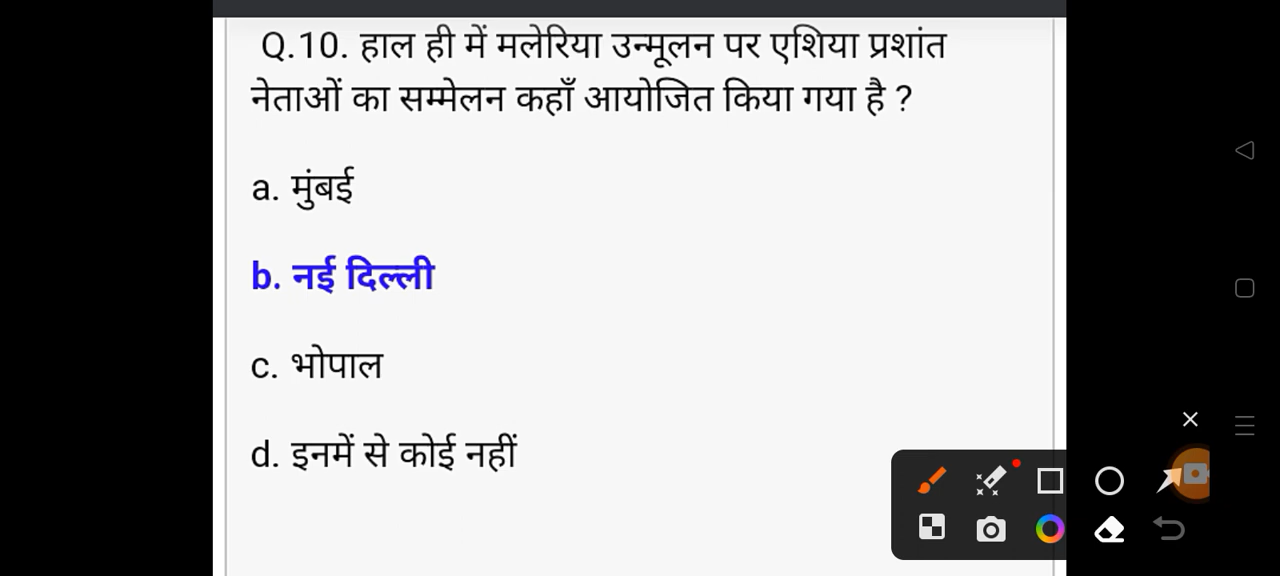 Q.10. हाल ही में मलेरिया उन्मूलन पर एशिया प्रशांत
नेताओं का सम्मेलन कहाँ आयोजित किया गया है ?
a. मुंबई
b. नई दिल्ली
c. भोपाल
d. इनमें से कोई नहीं